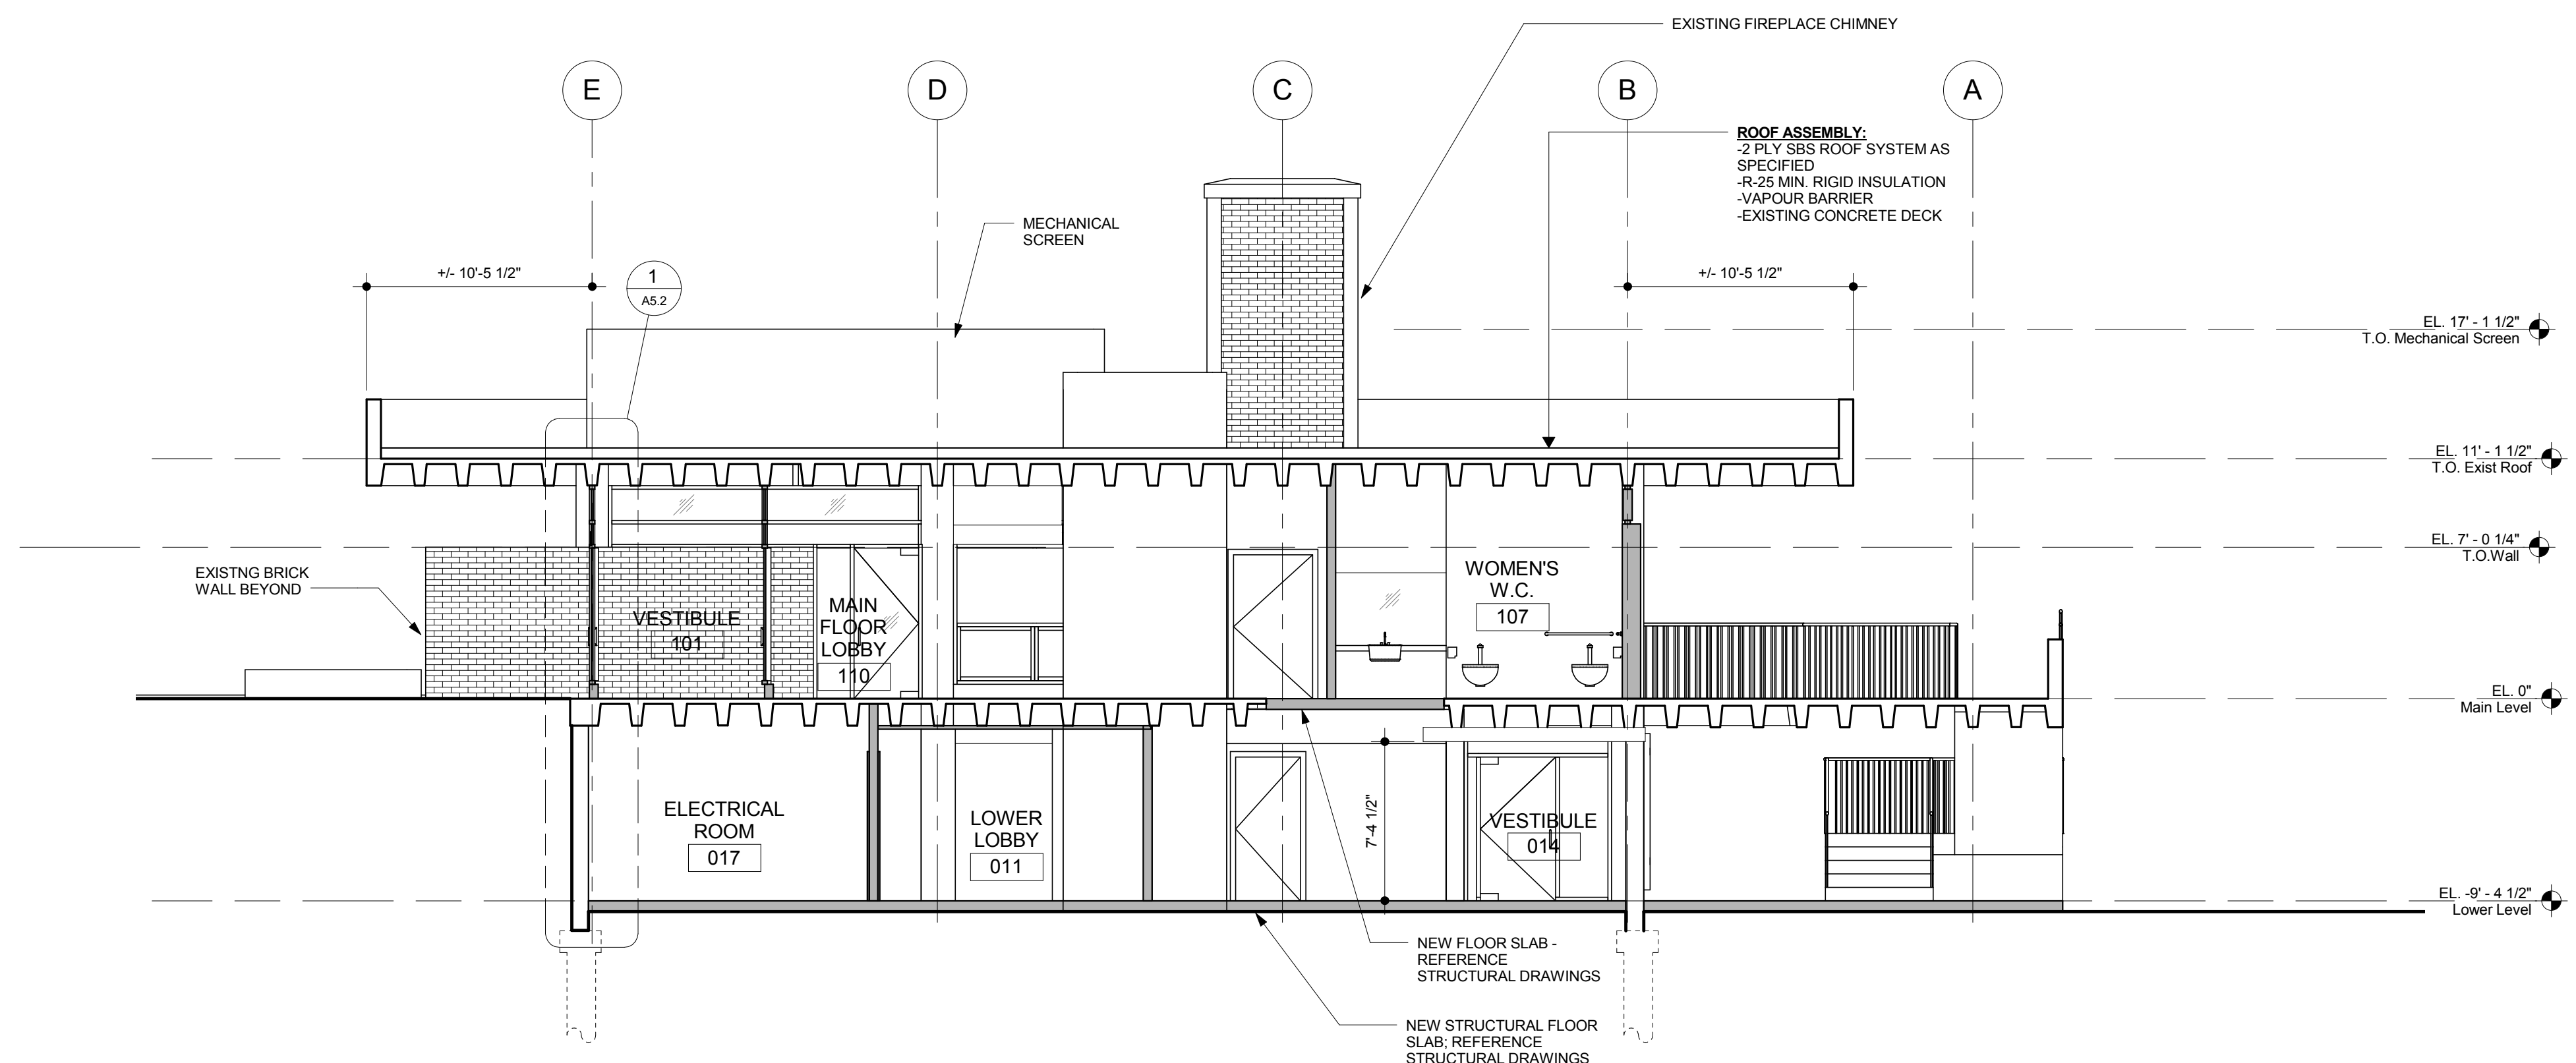 EXISTING FIREPLACE CHIMNEY
E
D
C
B
A
ROOF ASSEMBLY:
-2 PLY SBS ROOF SYSTEM AS
SPECIFIED
-R-25 MIN. RIGID INSULATION
-VAPOUR BARRIER
-EXISTING CONCRETE DECK
MECHANICAL
SCREEN
+/- 10'-5 1/2"
1
A5.2
+/- 10'-5 1/2"
EL. 17' - 1 1/2"
T.O. Mechanical Screen
EL. 11' - 1 1/2"
T.O. Exist Roof
EL. 7' - 0 1/4"
T.O.Wall
EXISTNG BRICK
WALL BEYOND
VESTIBULE
101
MAIN
FLOOR
LOBBY
110
WOMEN'S
W.C.
107
EL. 0"
Main Level
ELECTRICAL
ROOM
017
LOWER
LOBBY
011
7'-4 1/2"
VESTIBULE
014
EL. -9' - 4 1/2"
Lower Level
NEW FLOOR SLAB -
REFERENCE
STRUCTURAL DRAWINGS
NEW STRUCTURAL FLOOR
SLAB; REFERENCE
STRUCTURAL DRAWINGS